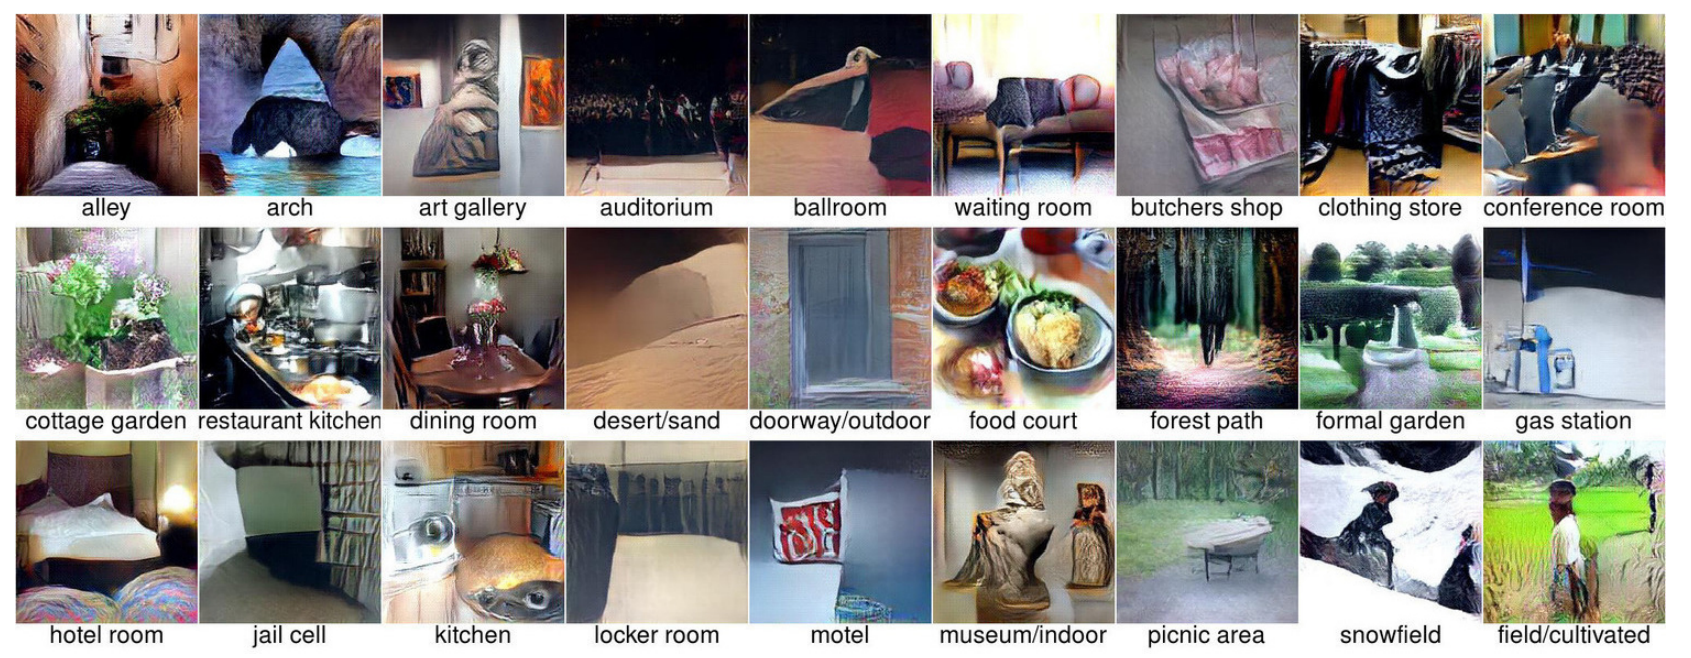 alley
arch
art gallery
auditorium
ballroom
waiting room
butchers shop
clothing store
conference room
cottage garden
restaurant kitchen
dining room
desert/sand
doorway/outdoor
food court
forest path
formal garden
gas station
hotel room
jail cell
kitchen
locker room
motel
museum/indoor
picnic area
snowfield
field/cultivated